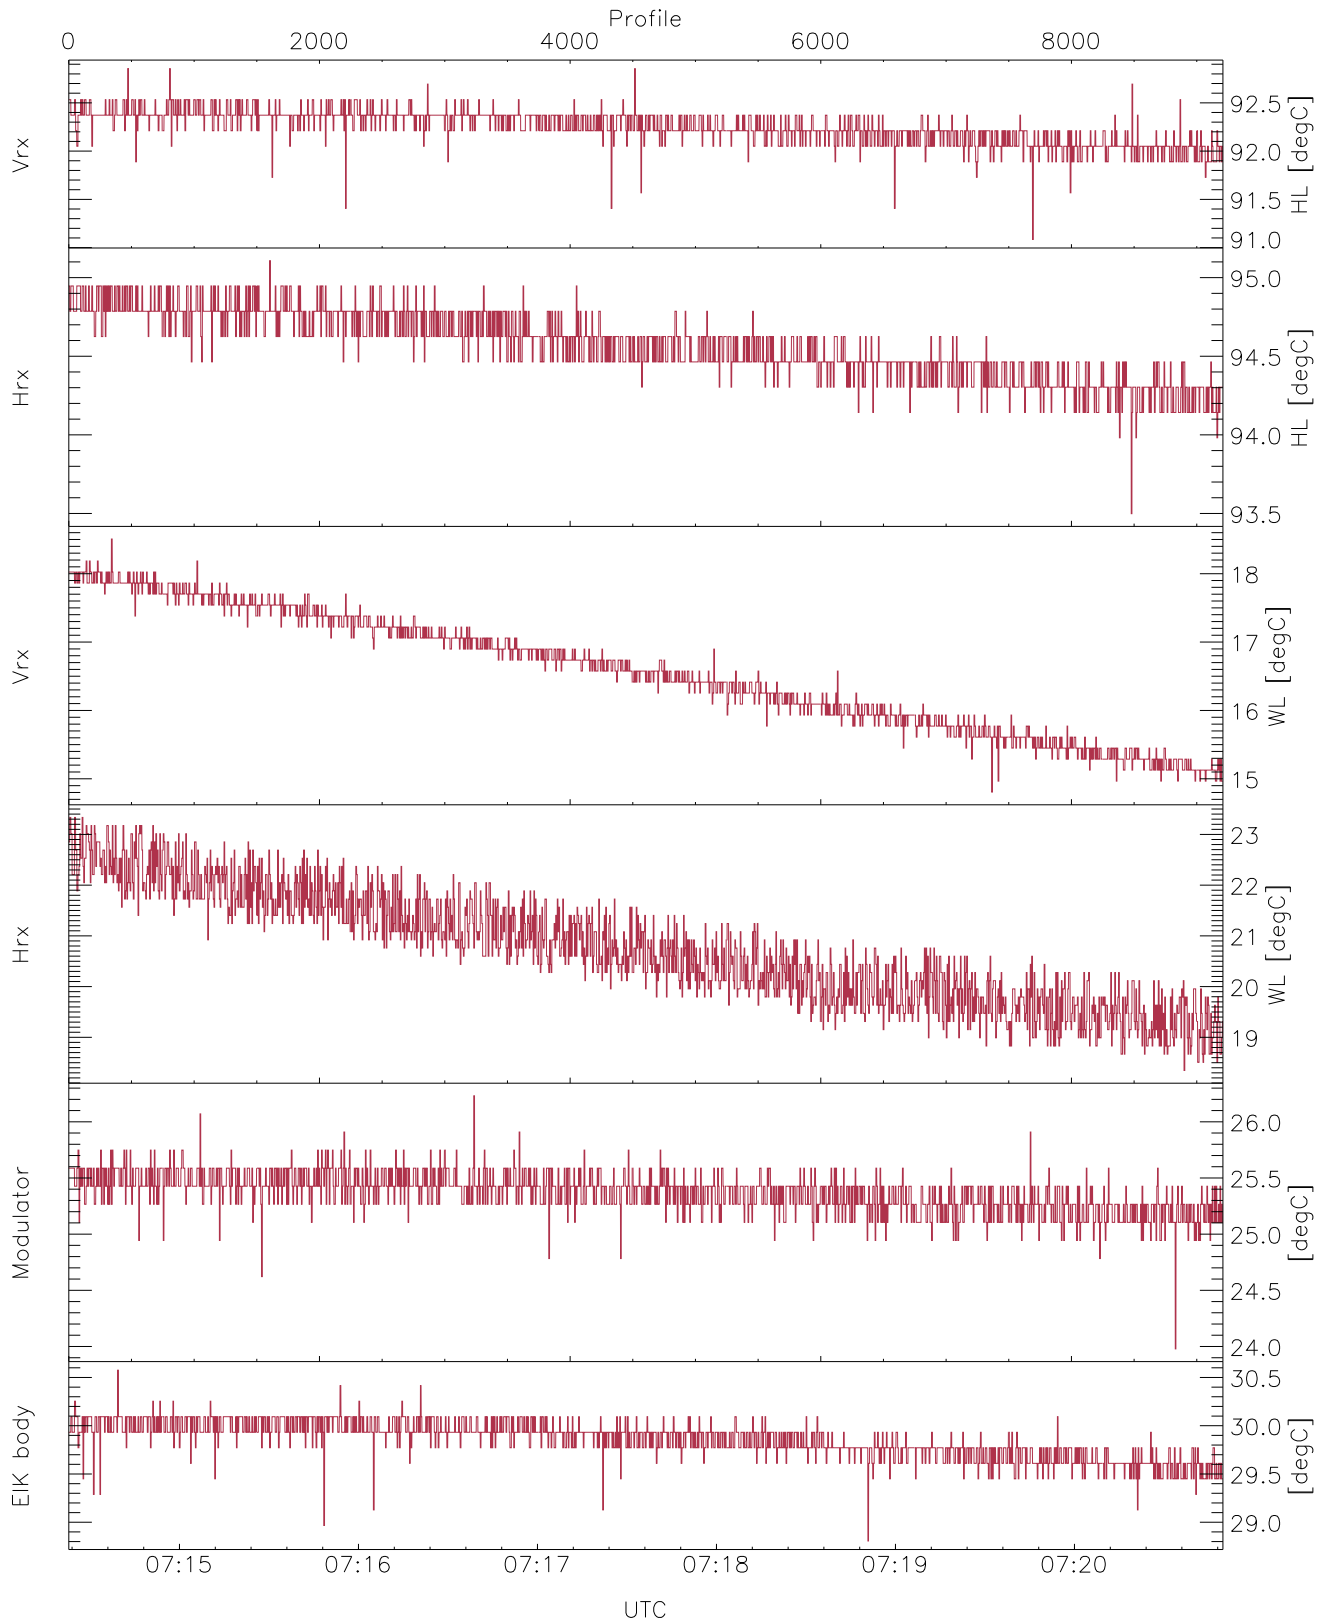 Profile
0 2000 4000 6000 8000
Vrx
92.5
92.0
91.5
91.0
HL [degC]
Hrx
95.0
94.5
94.0
93.5
HL [degC]
Vrx
18
17
16
15
WL [degC]
Hrx
23
22
21
20
19
WL [degC]
Modulator
26.0
25.5
25.0
24.5
24.0
[degC]
EIK body
30.5
30.0
29.5
29.0
[degC]
07:15 07:16 07:17 07:18 07:19 07:20
UTC